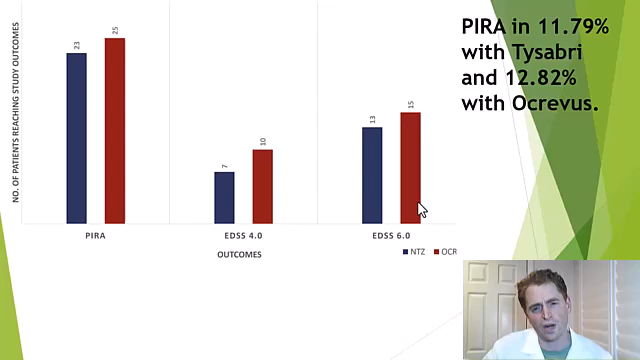 PIRA in 11.79%
with Tysabri
and 12.82%
with Ocrevus.
NO. OF PATIENTS REACHING STUDY OUTCOMES
23
25
7
10
13
15
PIRA
EDSS 4.0
EDSS 6.0
OUTCOMES
NTZ
OCR